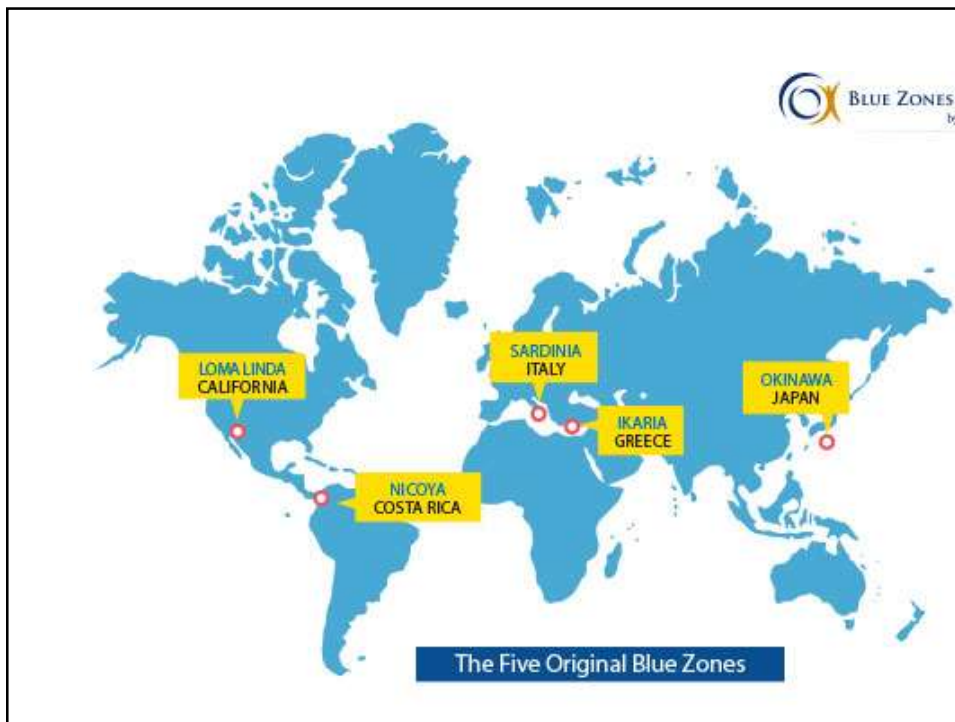 BLUE ZONES
by
SARDINIA
ITALY
LOMA LINDA
CALIFORNIA
OKINAWA
JAPAN
IKARIA
GREECE
NICOYA
COSTA RICA
The Five Original Blue Zones